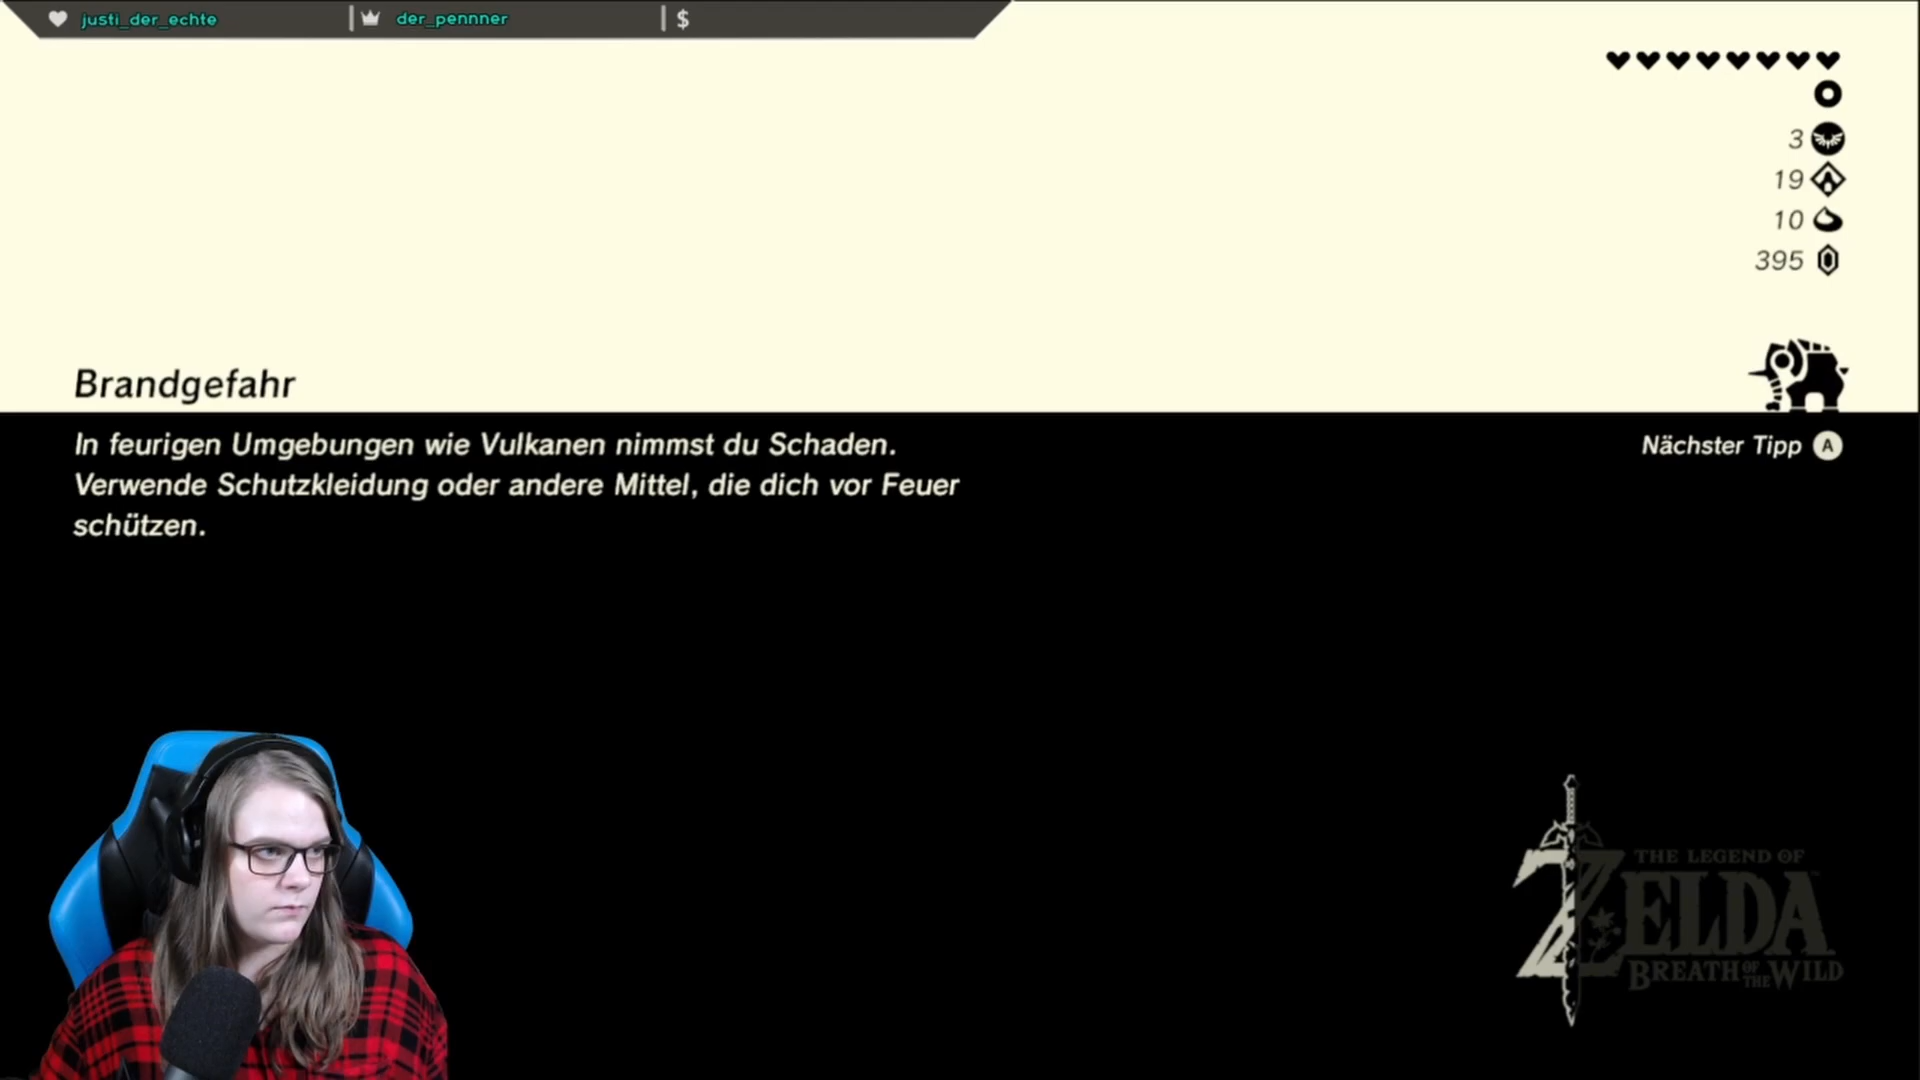 justi_der_echte
der_pennner
$
3
19
10
395
Brandgefahr
In feurigen Umgebungen wie Vulkanen nimmst du Schaden.
Verwende Schutzkleidung oder andere Mittel, die dich vor Feuer
schützen.
Nächster Tipp A
THE LEGEND OF
ZELDA
BREATH OF THE WILD